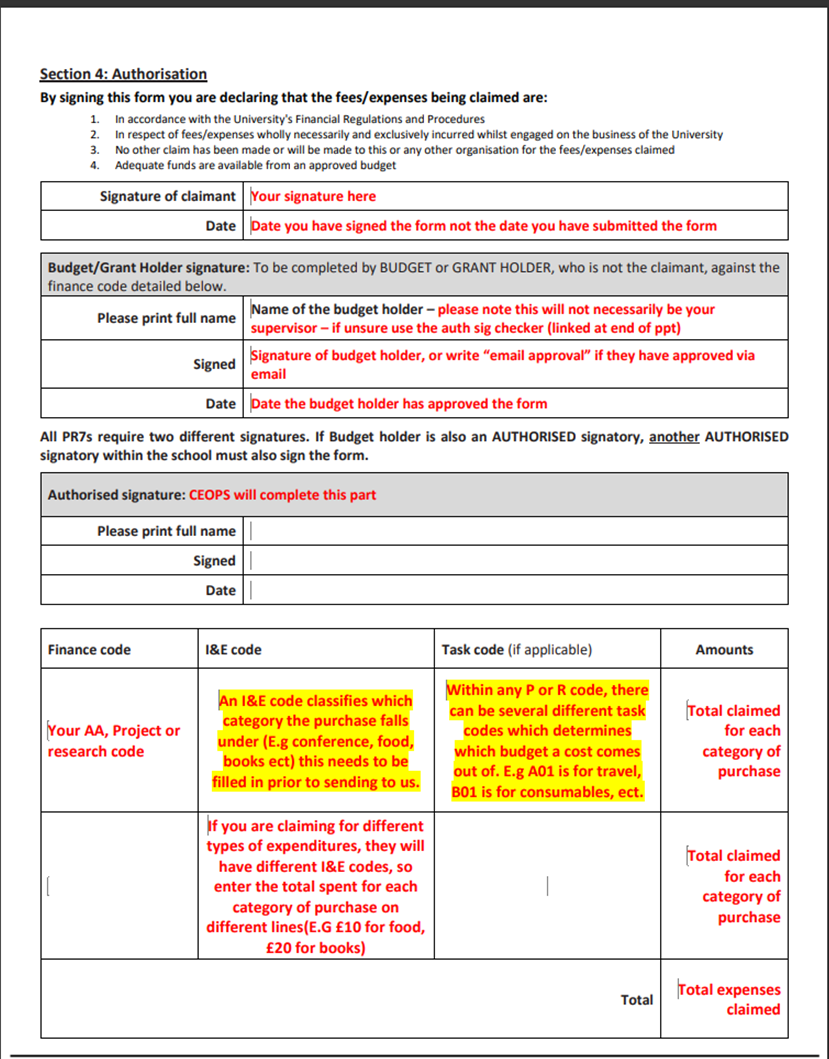 Section 4: Authorisation
By signing this form you are declaring that the fees/expenses being claimed are:
1. In accordance with the University's Financial Regulations and Procedures
2. In respect of fees/expenses wholly necessarily and exclusively incurred whilst engaged on the business of the University
3. No other claim has been made or will be made to this or any other organisation for the fees/expenses claimed
4. Adequate funds are available from an approved budget
Signature of claimant Your signature here
Date Date you have signed the form not the date you have submitted the form
Budget/Grant Holder signature: To be completed by BUDGET or GRANT HOLDER, who is not the claimant, against the
finance code detailed below.
Please print full name
Name of the budget holder – please note this will not necessarily be your
supervisor – if unsure use the auth sig checker (linked at end of ppt)
Signed
Signature of budget holder, or write “email approval” if they have approved via
email
Date Date the budget holder has approved the form
All PR7s require two different signatures. If Budget holder is also an AUTHORISED signatory, another AUTHORISED
signatory within the school must also sign the form.
Authorised signature: CEOPS will complete this part
Please print full name
Signed
Date
Finance code I&E code Task code (if applicable) Amounts
Your AA, Project or
research code
An I&E code classifies which
category the purchase falls
under (E.g conference, food,
books ect) this needs to be
filled in prior to sending to us.
Within any P or R code, there
can be several different task
codes which determines
which budget a cost comes
out of. E.g A01 is for travel,
B01 is for consumables, ect.
Total claimed
for each
category of
purchase
If you are claiming for different
types of expenditures, they will
have different I&E codes, so
enter the total spent for each
category of purchase on
different lines(E.G £10 for food,
£20 for books)
Total claimed
for each
category of
purchase
Total
Total expenses
claimed